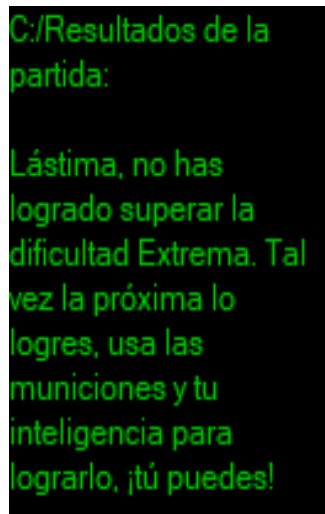 C:/Resultados de la
partida:
Lástima, no has
logrado superar la
dificultad Extrema. Tal
vez la próxima lo
logres, usa las
municiones y tu
inteligencia para
lograrlo, ¡tú puedes!